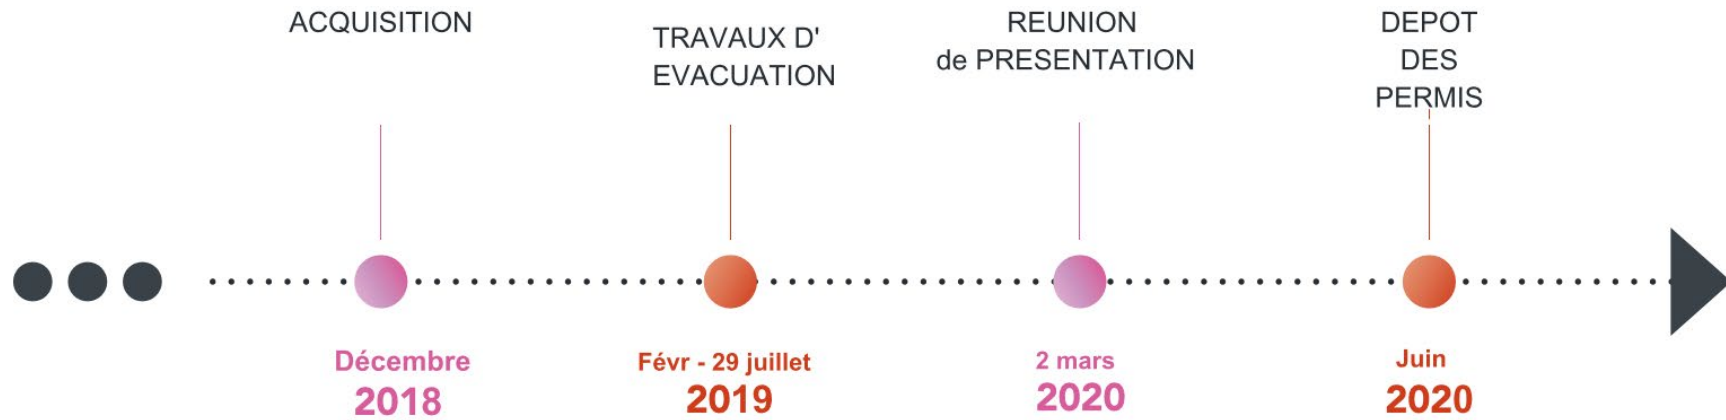 ACQUISITION
TRAVAUX D'
EVACUATION
REUNION
de PRESENTATION
DEPOT
DES
PERMIS
Décembre
2018
Févr - 29 juillet
2019
2 mars
2020
Juin
2020